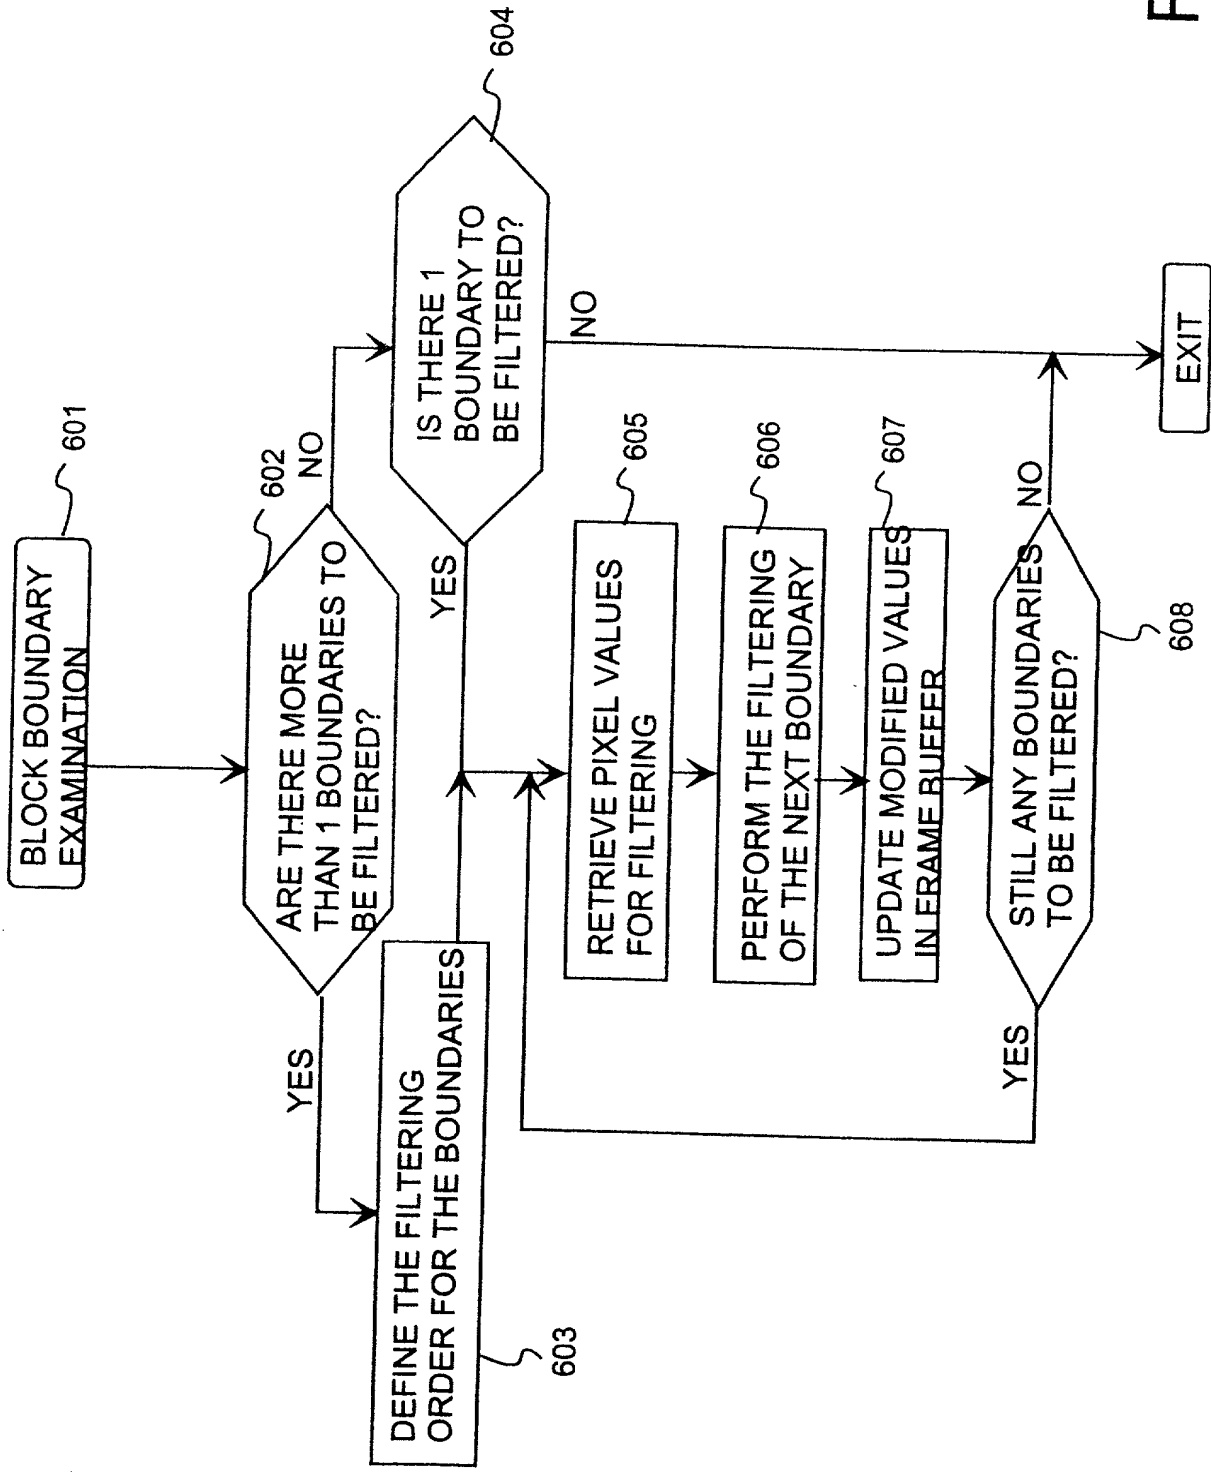 BLOCK BOUNDARY
EXAMINATION
601
ARE THERE MORE
THAN 1 BOUNDARIES TO
BE FILTERED?
602
NO
YES
DEFINE THE FILTERING
ORDER FOR THE BOUNDARIES
603
IS THERE 1
BOUNDARY TO
BE FILTERED?
604
YES
NO
RETRIEVE PIXEL VALUES
FOR FILTERING
605
PERFORM THE FILTERING
OF THE NEXT BOUNDARY
606
UPDATE MODIFIED VALUES
IN FRAME BUFFER
607
STILL ANY BOUNDARIES
TO BE FILTERED?
608
YES
NO
EXIT
F